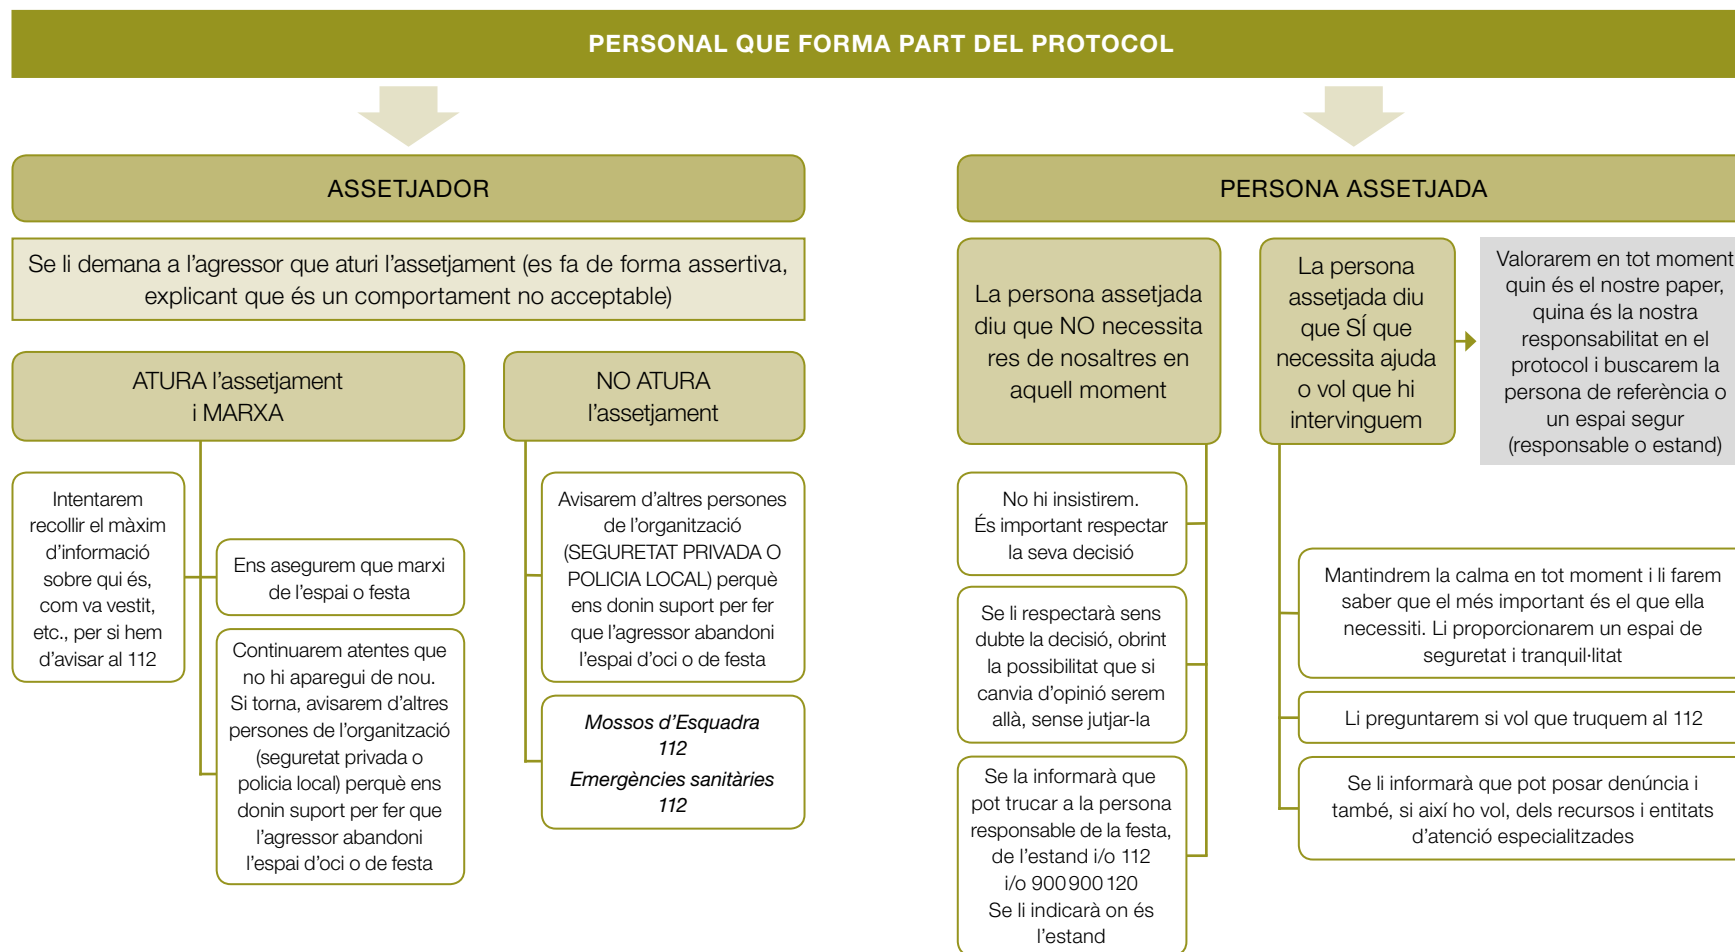 PERSONAL QUE FORMA PART DEL PROTOCOL
ASSETJADOR
Se li demana a l’agressor que aturi l’assetjament (es fa de forma assertiva,
explicant que és un comportament no acceptable)
ATURA l’assetjament
i MARXA
Intentarem
recollir el màxim
d’informació
sobre qui és,
com va vestit,
etc., per si hem
d’avisar al 112
Ens asegurem que marxi
de l’espai o festa
Continuarem atentes que
no hi aparegui de nou.
Si torna, avisarem d’altres
persones de l’organització
(seguretat privada o
policia local) perquè ens
donin suport per fer que
l’agressor abandoni
l’espai d’oci o de festa
NO ATURA
l’assetjament
Avisarem d’altres persones
de l’organització
(SEGURETAT PRIVADA O
POLICIA LOCAL) perquè
ens donin suport per fer
que l’agressor abandoni
l’espai d’oci o de festa
Mossos d’Esquadra
112
Emergències sanitàries
112
PERSONA ASSETJADA
La persona assetjada
diu que NO necessita
res de nosaltres en
aquell moment
No hi insistirem.
És important respectar
la seva decisió
Se li respectarà sens
dubte la decisió, obrint
la possibilitat que si
canvia d’opinió serem
allà, sense jutjar-la
Se la informarà que
pot trucar a la persona
responsable de la festa,
de l’estand i/o 112
i/o 900 900 120
Se li indicarà on és
l’estand
La persona
assetjada diu
que SÍ que
necessita ajuda
o vol que hi
intervinguem
Valorarem en tot moment
quin és el nostre paper,
quina és la nostra
responsabilitat en el
protocol i buscarem la
persona de referència o
un espai segur
(responsable o estand)
Mantindrem la calma en tot moment i li farem
saber que el més important és el que ella
necessiti. Li proporcionarem un espai de
seguretat i tranquil·litat
Li preguntarem si vol que truquem al 112
Se li informarà que pot posar denúncia i
també, si així ho vol, dels recursos i entitats
d’atenció especialitzades